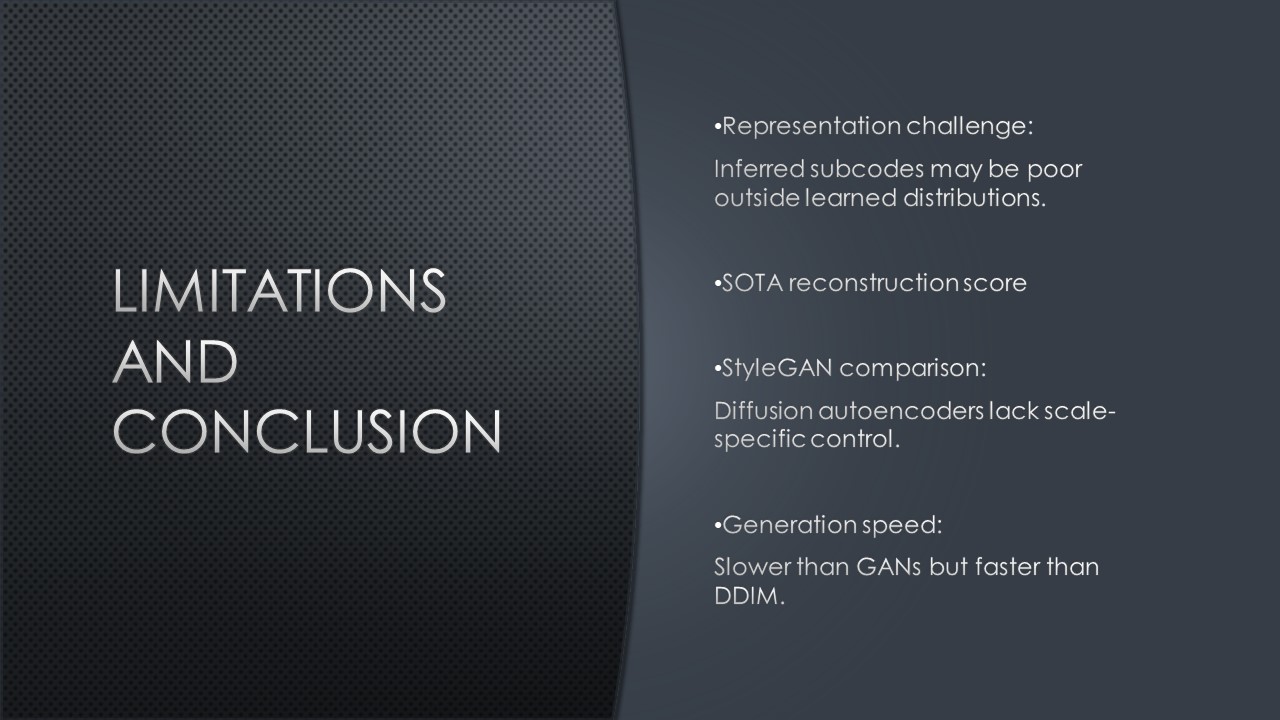 LIMITATIONS
AND
CONCLUSION
•Representation challenge:
Inferred subcodes may be poor
outside learned distributions.
•SOTA reconstruction score
•StyleGAN comparison:
Diffusion autoencoders lack scale-
specific control.
•Generation speed:
Slower than GANs but faster than
DDIM.